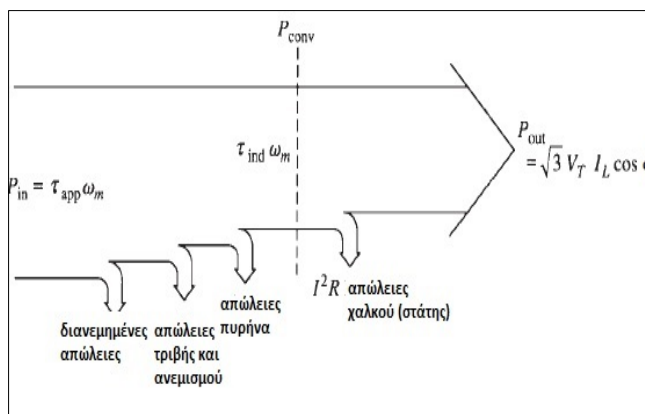 P_conv
τ_ind ω_m
P_out
= √3 V_T I_L cos
P_in = τ_app ω_m
διανεμημένες
απώλειες
απώλειες
τριβής και
ανεμισμού
απώλειες
πυρήνα
I²R απώλειες
χαλκού (στάτης)